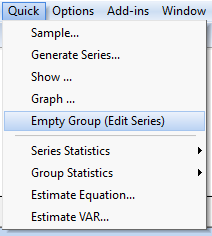 Quick Options Add-ins Window
Sample...
Generate Series...
Show ...
Graph ...
Empty Group (Edit Series)
Series Statistics
Group Statistics
Estimate Equation...
Estimate VAR...